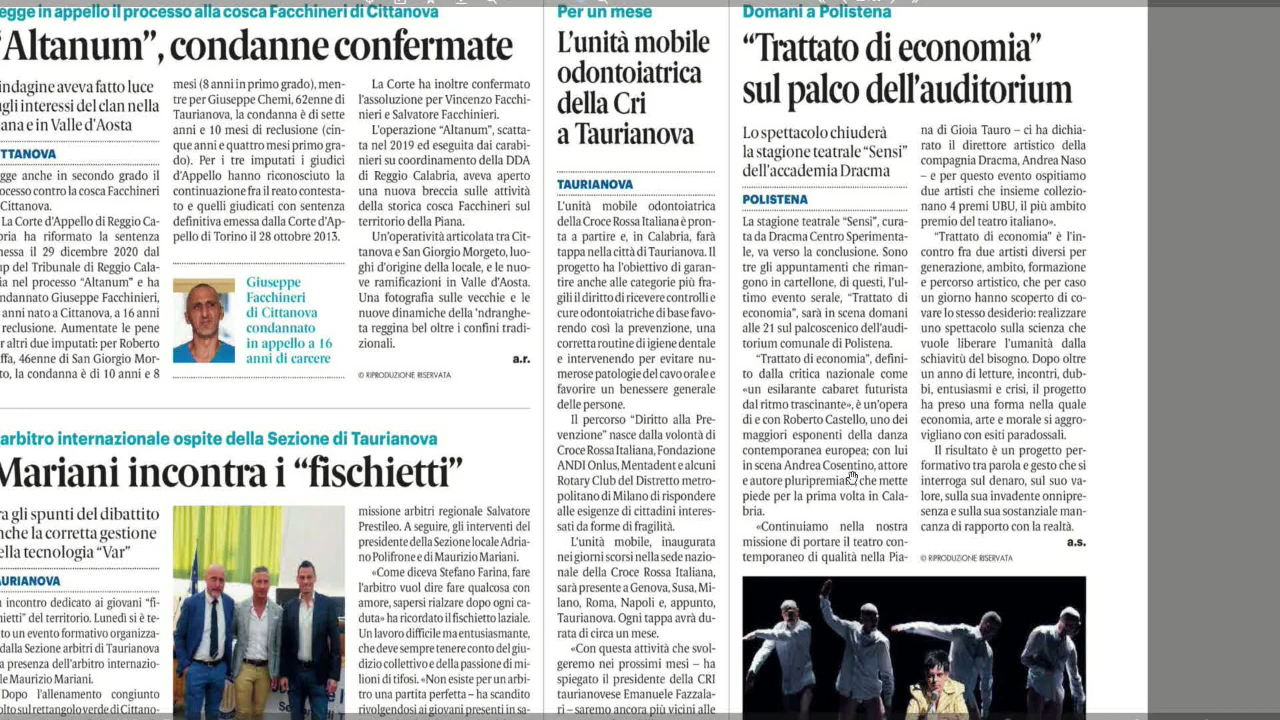 egge in appello il processo alla cosca Facchineri di Cittanova
“Altanum”, condanne confermate
indagine aveva fatto luce
gli interessi del clan nella
ana e in Valle d’Aosta
TTANOVA
gge anche in secondo grado il
ocesso contro la cosca Facchineri
Cittanova.
La Corte d’Appello di Reggio Ca-
bria ha riformato la sentenza
messa il 29 dicembre 2020 dal
up del Tribunale di Reggio Cala-
ia nel processo “Altanum” e ha
ondannato Giuseppe Facchinieri,
anni nato a Cittanova, a 16 anni
reclusione. Aumentate le pene
r altri due imputati: per Roberto
ffa, 46enne di San Giorgio Mor-
to, la condanna è di 10 anni e 8
mesi (8 anni in primo grado), men-
tre per Giuseppe Chemi, 62enne di
Taurianova, la condanna è di sette
anni e 10 mesi di reclusione (cin-
que anni e quattro mesi primo gra-
do). Per i tre imputati i giudici
d’Appello hanno riconosciuto la
continuazione fra il reato contesta-
to e quelli giudicati con sentenza
definitiva emessa dalla Corte d’Ap-
pello di Torino il 28 ottobre 2013.
Giuseppe
Facchineri
di Cittanova
condannato
in appello a 16
anni di carcere
La Corte ha inoltre confermato
l’assoluzione per Vincenzo Facchi-
nieri e Salvatore Facchinieri.
L’operazione “Altanum”, scatta-
ta nel 2019 ed eseguita dai carabi-
nieri su coordinamento della DDA
di Reggio Calabria, aveva aperto
una nuova breccia sulle attività
della storica cosca Facchineri sul
territorio della Piana.
Un’operatività articolata tra Cit-
tanova e San Giorgio Morgeto, luo-
ghi d’origine della locale, e le nuo-
ve ramificazioni in Valle d’Aosta.
Una fotografia sulle vecchie e le
nuove dinamiche della ’ndranghe-
ta reggina bel oltre i confini tradi-
zionali.
a.r.
© RIPRODUZIONE RISERVATA
arbitro internazionale ospite della Sezione di Taurianova
Mariani incontra i “fischietti”
ra gli spunti del dibattito
nche la corretta gestione
ella tecnologia “Var”
AURIANOVA
n incontro dedicato ai giovani “fi-
hietti” del territorio. Lunedì si è te-
to un evento formativo organizza-
dalla Sezione arbitri di Taurianova
a presenza dell’arbitro internazio-
le Maurizio Mariani.
Dopo l’allenamento congiunto
olto sul rettangolo verde di Cittano-
missione arbitri regionale Salvatore
Prestileo. A seguire, gli interventi del
presidente della Sezione locale Adria-
no Polifrone e di Maurizio Mariani.
«Come diceva Stefano Farina, fare
l’arbitro vuol dire fare qualcosa con
amore, sapersi rialzare dopo ogni ca-
duta» ha ricordato il fischietto laziale.
Un lavoro difficile ma entusiasmante,
che deve sempre tenere conto del giu-
dizio collettivo e della passione di mi-
lioni di tifosi. «Non esiste per un arbi-
tro una partita perfetta – ha scandito
rivolgendosi ai giovani presenti in sa-
Per un mese
L’unità mobile
odontoiatrica
della Cri
a Taurianova
TAURIANOVA
L’unità mobile odontoiatrica
della Croce Rossa Italiana è pron-
ta a partire e, in Calabria, farà
tappa nella città di Taurianova. Il
progetto ha l’obiettivo di garan-
tire anche alle categorie più fra-
gili il diritto di ricevere controlli e
cure odontoiatriche di base favo-
rendo così la prevenzione, una
corretta routine di igiene dentale
e intervenendo per evitare nu-
merose patologie del cavo orale e
favorire un benessere generale
delle persone.
Il percorso “Diritto alla Pre-
venzione” nasce dalla volontà di
Croce Rossa Italiana, Fondazione
ANDI Onlus, Mentadent e alcuni
Rotary Club del Distretto metro-
politano di Milano di rispondere
alle esigenze di cittadini interes-
sati da forme di fragilità.
L’unità mobile, inaugurata
nei giorni scorsi nella sede nazio-
nale della Croce Rossa Italiana,
sarà presente a Genova, Susa, Mi-
lano, Roma, Napoli e, appunto,
Taurianova. Ogni tappa avrà du-
rata di circa un mese.
«Con questa attività che svol-
geremo nei prossimi mesi – ha
spiegato il presidente della CRI
taurianovese Emanuele Fazzala-
ri – saremo ancora più vicini alle
Domani a Polistena
“Trattato di economia”
sul palco dell’auditorium
Lo spettacolo chiuderà
la stagione teatrale “Sensi”
dell’accademia Dracma
POLISTENA
La stagione teatrale “Sensi”, cura-
ta da Dracma Centro Sperimenta-
le, va verso la conclusione. Sono
tre gli appuntamenti che riman-
gono in cartellone, di questi, l’ul-
timo evento serale, “Trattato di
economia”, sarà in scena domani
alle 21 sul palcoscenico dell’audi-
torium comunale di Polistena.
“Trattato di economia”, defini-
to dalla critica nazionale come
«un esilarante cabaret futurista
dal ritmo trascinante», è un’opera
di e con Roberto Castello, uno dei
maggiori esponenti della danza
contemporanea europea; con lui
in scena Andrea Cosentino, attore
e autore pluripremiato che mette
piede per la prima volta in Cala-
bria.
«Continuiamo nella nostra
missione di portare il teatro con-
temporaneo di qualità nella Pia-
na di Gioia Tauro – ci ha dichia-
rato il direttore artistico della
compagnia Dracma, Andrea Naso
– e per questo evento ospitiamo
due artisti che insieme colleziо-
nano 4 premi UBU, il più ambito
premio del teatro italiano».
“Trattato di economia” è l’in-
contro fra due artisti diversi per
generazione, ambito, formazione
e percorso artistico, che per caso
un giorno hanno scoperto di co-
vare lo stesso desiderio: realizzare
uno spettacolo sulla scienza che
vuole liberare l’umanità dalla
schiavitù del bisogno. Dopo oltre
un anno di letture, incontri, dub-
bi, entusiasmi e crisi, il progetto
ha preso una forma nella quale
economia, arte e morale si aggro-
vigliano con esiti paradossali.
Il risultato è un progetto per-
formativo tra parola e gesto che si
interroga sul denaro, sul suo va-
lore, sulla sua invadente onnipre-
senza e sulla sua sostanziale man-
canza di rapporto con la realtà.
a.s.
© RIPRODUZIONE RISERVATA